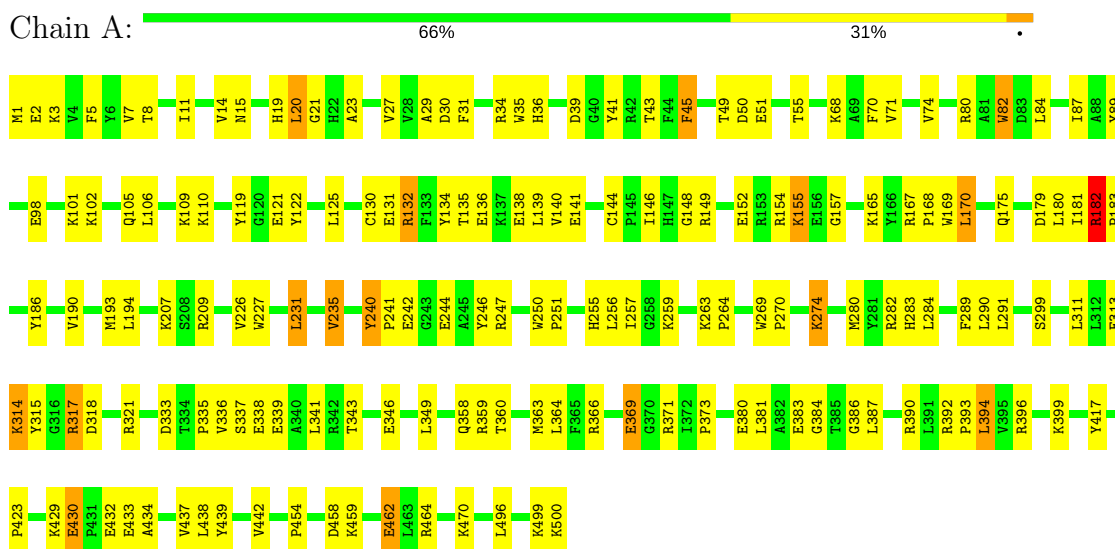 Chain A:
66% 31% •
M1 E2 K3 V4 F5 Y6 V7 T8 I11 V14 N15 H19 L20 G21 H22 A23 V27 V28 A29 D30 F31 R34 W35 H36 D39 G40 Y41 R42 T43 F44 F45 T49 D50 E51 T55 K68 A69 F70 V71 V74 R80 A81 W82 D83 L84 I87 A88 Y89
E98 K101 K102 Q105 L106 K109 K110 Y119 G120 E121 Y122 L125 C130 E131 R132 F133 Y134 T135 E136 K137 E138 L139 V140 E141 C144 P145 I146 H147 G148 R149 E152 R153 R154 K155 E156 G157 K165 Y166 R167 P168 W169 L170 Q175 D179 L180 I181 R182
Y186 V190 M193 L194 K207 S208 R209 V226 W227 L231 V235 Y240 P241 E242 G243 E244 A245 Y246 R247 W250 P251 H255 L256 I257 G258 K259 K263 P264 W269 P270 K274 M280 Y281 R282 H283 L284 F289 L290 L291 S299 L311 L312
K314 Y315 G316 R317 D318 R321 D333 T334 P335 V336 S337 E338 E339 A340 L341 R342 T343 E346 L349 Q358 R359 T360 M363 L364 F365 R366 E369 G370 R371 I372 P373 E380 L381 A382 E383 G384 T385 G386 L387 R390 L391 R392 P393 L394 V395 R396 K399 Y417
P423 K429 E430 P431 E432 E433 A434 V437 L438 Y439 V442 P454 D458 K459 E462 L463 R464 K470 L496 K499 K500